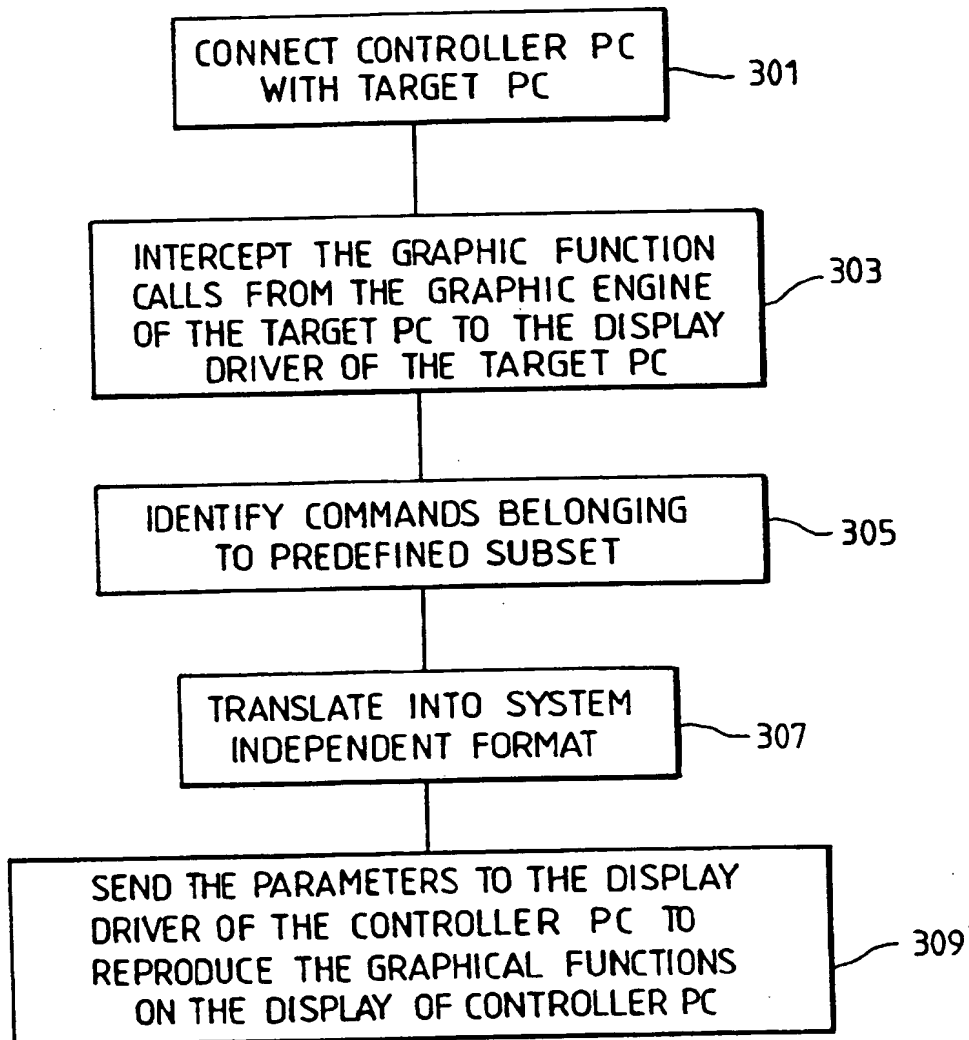 CONNECT CONTROLLER PC
WITH TARGET PC
301
INTERCEPT THE GRAPHIC FUNCTION
CALLS FROM THE GRAPHIC ENGINE
OF THE TARGET PC TO THE DISPLAY
DRIVER OF THE TARGET PC
303
IDENTIFY COMMANDS BELONGING
TO PREDEFINED SUBSET
305
TRANSLATE INTO SYSTEM
INDEPENDENT FORMAT
307
SEND THE PARAMETERS TO THE DISPLAY
DRIVER OF THE CONTROLLER PC TO
REPRODUCE THE GRAPHICAL FUNCTIONS
ON THE DISPLAY OF CONTROLLER PC
309